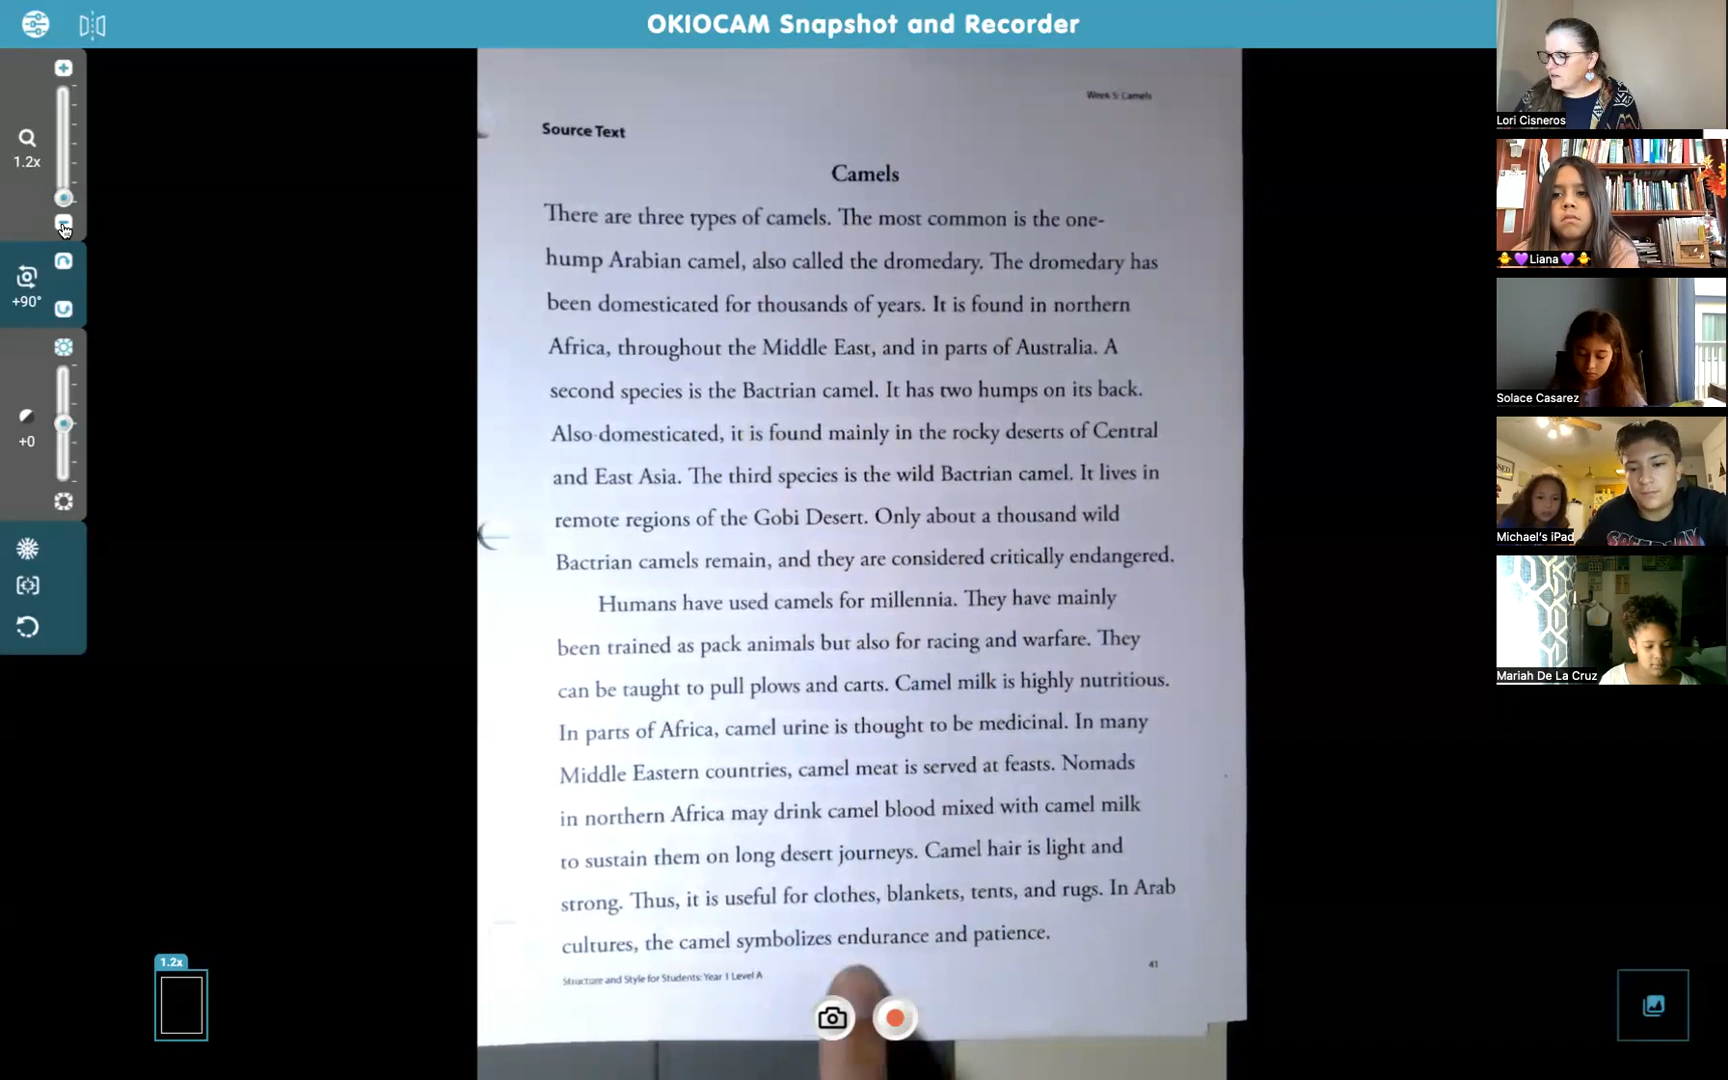 OKIOCAM Snapshot and Recorder
1.2x
+90°
+0
1.2x
Week 5: Camels
Source Text
Camels
There are three types of camels. The most common is the one-
hump Arabian camel, also called the dromedary. The dromedary has
been domesticated for thousands of years. It is found in northern
Africa, throughout the Middle East, and in parts of Australia. A
second species is the Bactrian camel. It has two humps on its back.
Also domesticated, it is found mainly in the rocky deserts of Central
and East Asia. The third species is the wild Bactrian camel. It lives in
remote regions of the Gobi Desert. Only about a thousand wild
Bactrian camels remain, and they are considered critically endangered.
Humans have used camels for millennia. They have mainly
been trained as pack animals but also for racing and warfare. They
can be taught to pull plows and carts. Camel milk is highly nutritious.
In parts of Africa, camel urine is thought to be medicinal. In many
Middle Eastern countries, camel meat is served at feasts. Nomads
in northern Africa may drink camel blood mixed with camel milk
to sustain them on long desert journeys. Camel hair is light and
strong. Thus, it is useful for clothes, blankets, tents, and rugs. In Arab
cultures, the camel symbolizes endurance and patience.
Structure and Style for Students: Year 1 Level A
41
Lori Cisneros
🐥💜Liana💜🐥
Solace Casarez
Michael's iPad
Mariah De La Cruz